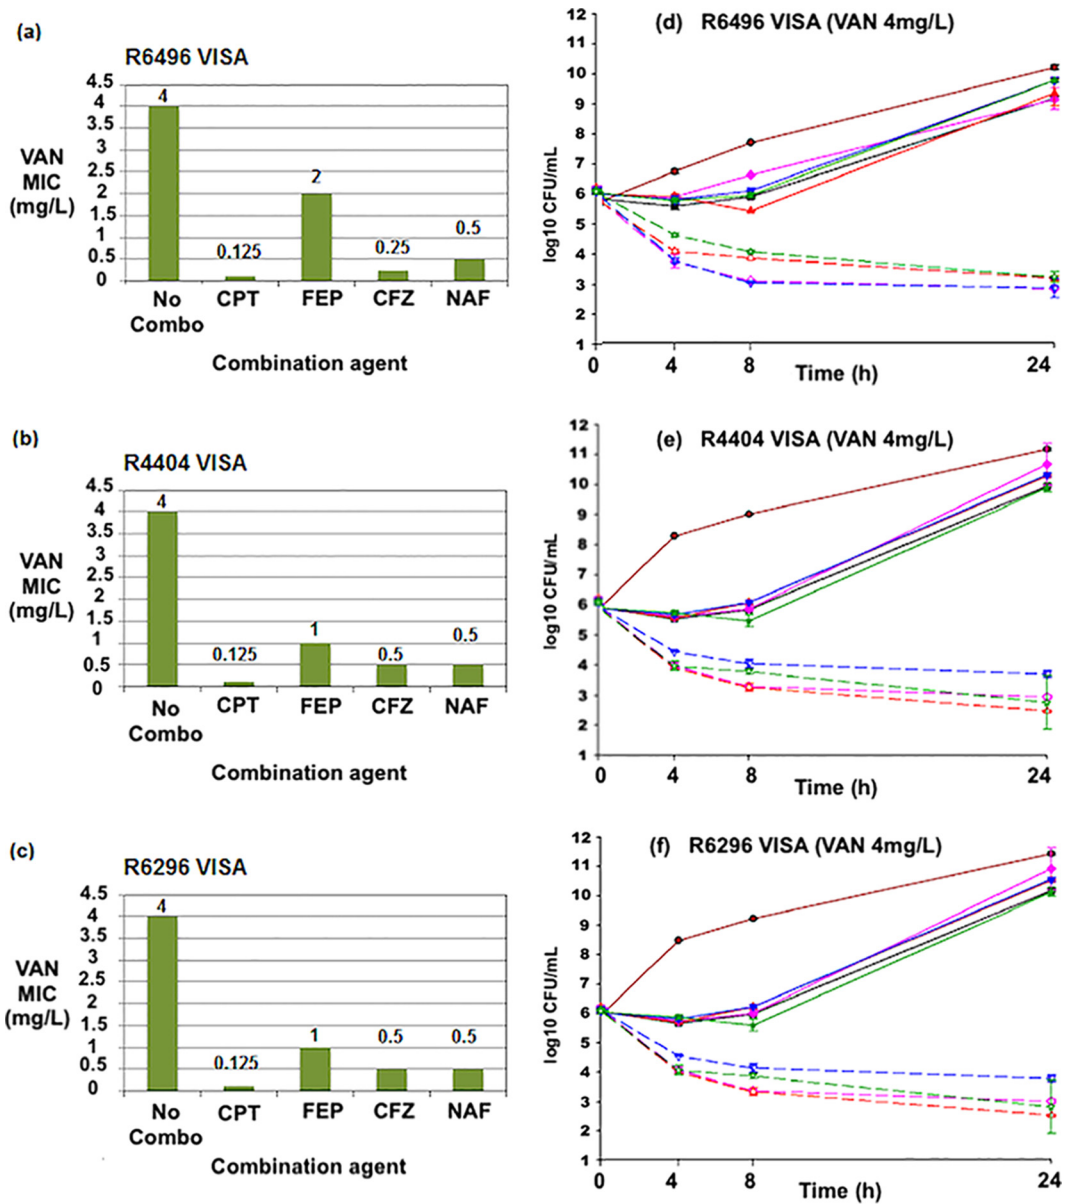 (a)
R6496 VISA
4.5
4
3.5
3
2.5
2
1.5
1
0.5
0
VAN
MIC
(mg/L)
4
0.125
2
0.25
0.5
No
Combo
CPT
FEP
CFZ
NAF
Combination agent
(d) R6496 VISA (VAN 4mg/L)
12
11
10
9
8
7
6
5
4
3
2
1
log10 CFU/mL
0 4 8 24
Time (h)
(b)
R4404 VISA
4.5
4
3.5
3
2.5
2
1.5
1
0.5
0
VAN
MIC
(mg/L)
4
0.125
1
0.5
0.5
No
Combo
CPT
FEP
CFZ
NAF
Combination agent
(e) R4404 VISA (VAN 4mg/L)
12
11
10
9
8
7
6
5
4
3
2
1
log10 CFU/mL
0 4 8 24
Time (h)
(c)
R6296 VISA
4.5
4
3.5
3
2.5
2
1.5
1
0.5
0
VAN
MIC
(mg/L)
4
0.125
1
0.5
0.5
No
Combo
CPT
FEP
CFZ
NAF
Combination agent
(f) R6296 VISA (VAN 4mg/L)
12
11
10
9
8
7
6
5
4
3
2
1
log10 CFU/mL
0 4 8 24
Time (h)